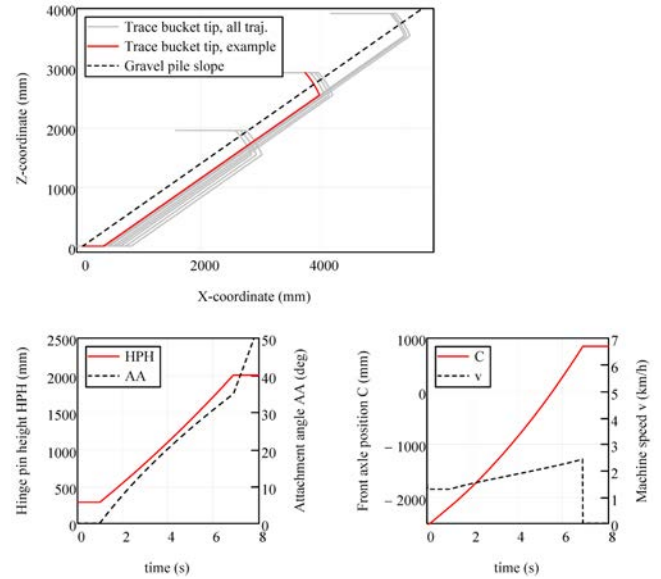 4000
3000
2000
1000
0
Z-coordinate (mm)
Trace bucket tip, all traj.
Trace bucket tip, example
Gravel pile slope
0
2000
4000
X-coordinate (mm)
2500
2000
1500
1000
500
0
Hinge pin height HPH (mm)
HPH
AA
50
40
30
20
10
0
Attachment angle AA (deg)
0
2
4
6
8
time (s)
1000
0
– 1000
– 2000
Front axle position C (mm)
C
v
7
6
5
4
3
2
1
0
Machine speed v (km/h)
0
2
4
6
8
time (s)